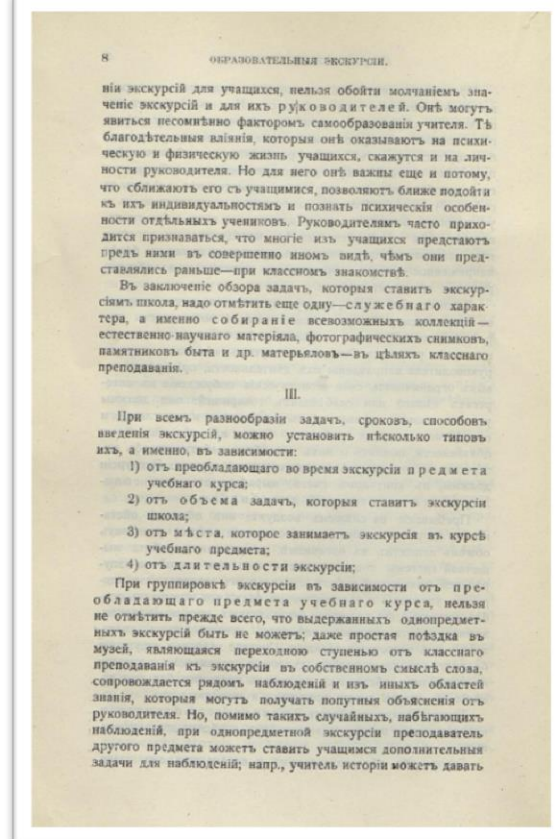 8
ОБРАЗОВАТЕЛЬНЫЯ ЭКСКУРСІИ.
ніи экскурсій для учащихся, нельзя обойти молчаніемъ зна-
ченіе экскурсій и для ихъ руководителей. Онѣ могутъ
явиться несомнѣнно факторомъ самообразованія учителя. Тѣ
благодѣтельныя вліянія, которыя онѣ оказываютъ на психи-
ческую и физическую жизнь учащихся, скажутся и на лич-
ности руководителя. Но для него онѣ важны еще и потому,
что сближаютъ его съ учащимися, позволяютъ ближе подойти
къ ихъ индивидуальностямъ и познать психическія особен-
ности отдѣльныхъ учениковъ. Руководителямъ часто прихо-
дится признаваться, что многіе изъ учащихся предстаютъ
предъ ними въ совершенно иномъ видѣ, чѣмъ они пред-
ставлялись раньше—при классномъ знакомствѣ.
Въ заключеніе обзора задачъ, которыя ставитъ экскур-
сіямъ школа, надо отмѣтить еще одну—служебнаго харак-
тера, а именно собираніе всевозможныхъ коллекцій—
естественно-научнаго матеріяла, фотографическихъ снимковъ,
памятниковъ быта и др. матерьяловъ—въ цѣляхъ класснаго
преподаванія.
III.
При всемъ разнообразіи задачъ, сроковъ, способовъ
введенія экскурсій, можно установить нѣсколько типовъ
ихъ, а именно, въ зависимости:
1) отъ преобладающаго во время экскурсіи предмета
учебнаго курса;
2) отъ объема задачъ, которыя ставитъ экскурсіи
школа;
3) отъ мѣста, которое занимаетъ экскурсія въ курсѣ
учебнаго предмета;
4) отъ длительности экскурсіи;
При группировкѣ экскурсіи въ зависимости отъ пре-
обладающаго предмета учебнаго курса, нельзя
не отмѣтить прежде всего, что выдержанныхъ однопредмет-
ныхъ экскурсій быть не можетъ; даже простая поѣздка въ
музей, являющаяся переходною ступенью отъ класснаго
преподаванія къ экскурсіи въ собственномъ смыслѣ слова,
сопровождается рядомъ наблюденій и изъ иныхъ областей
знанія, которыя могутъ получать попутныя объясненія отъ
руководителя. Но, помимо такихъ случайныхъ, набѣгающихъ
наблюденій, при однопредметной экскурсіи преподаватель
другого предмета можетъ ставить учащимся дополнительныя
задачи для наблюденій; напр., учитель исторіи можетъ давать